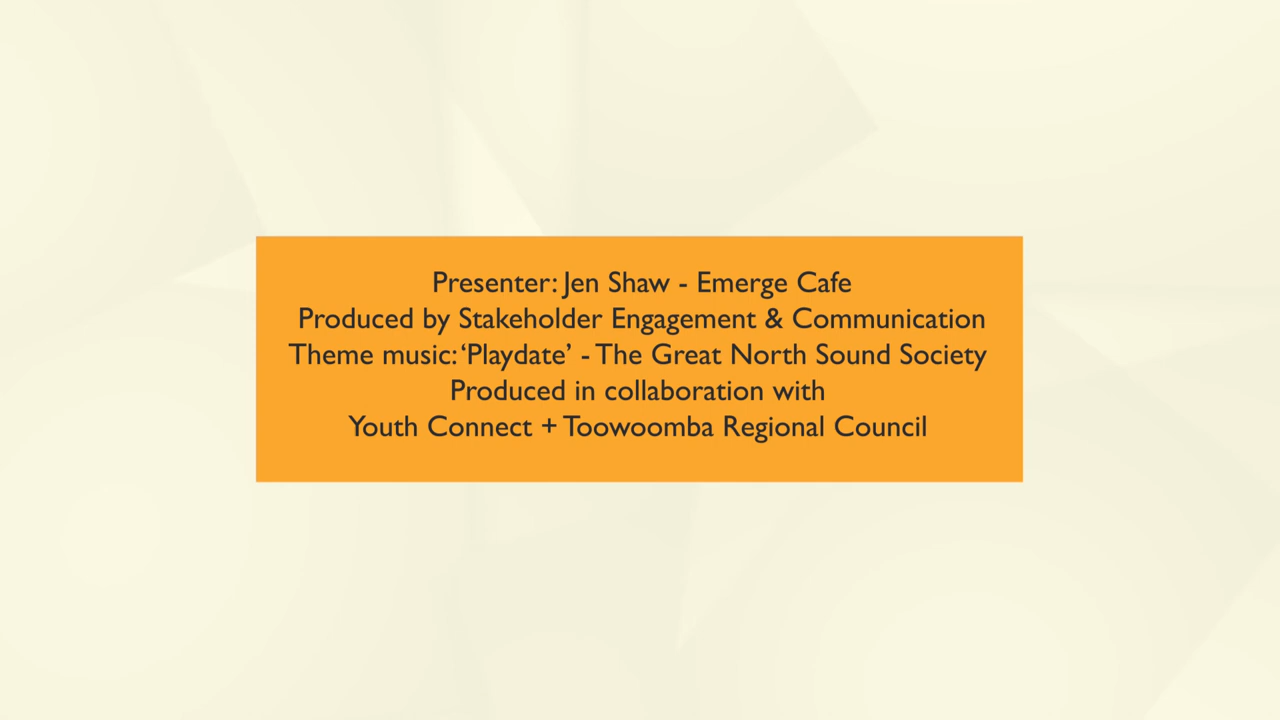 Presenter: Jen Shaw - Emerge Cafe
Produced by Stakeholder Engagement & Communication
Theme music: ‘Playdate’ - The Great North Sound Society
Produced in collaboration with
Youth Connect + Toowoomba Regional Council